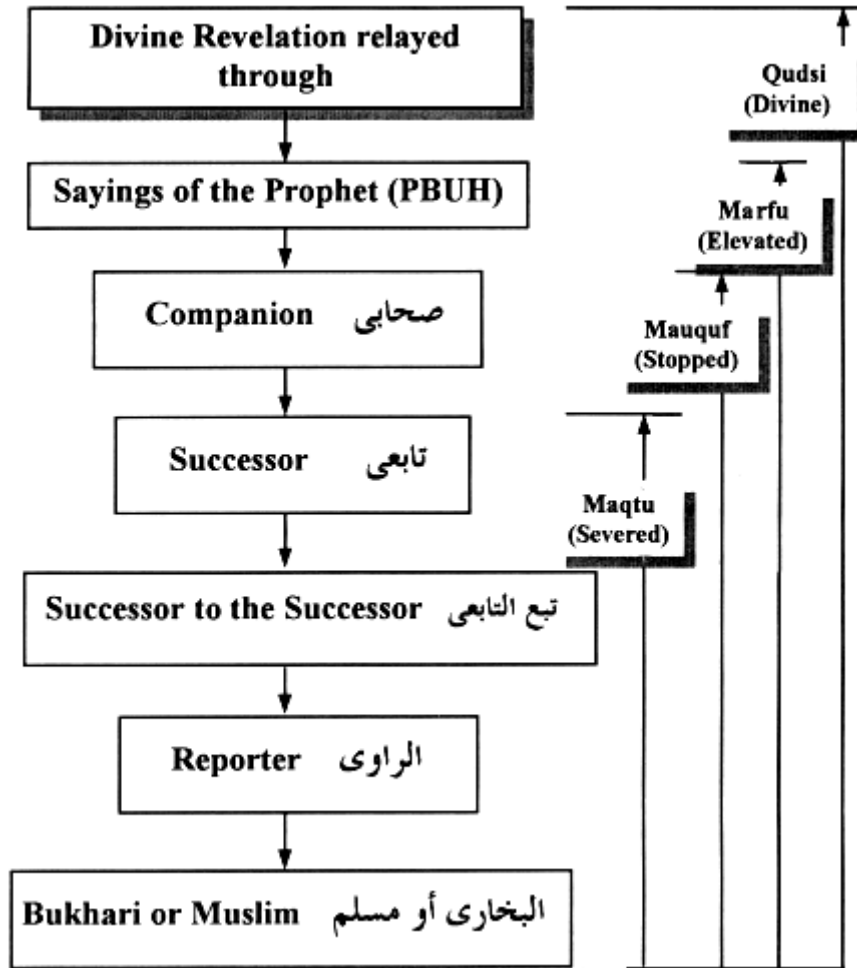 Divine Revelation relayed
through
Sayings of the Prophet (PBUH)
Companion صحابى
Successor تابعى
Successor to the Successor تبع التابعى
Reporter الراوى
Bukhari or Muslim البخارى أو مسلم
Qudsi
(Divine)
Marfu
(Elevated)
Mauquf
(Stopped)
Maqtu
(Severed)